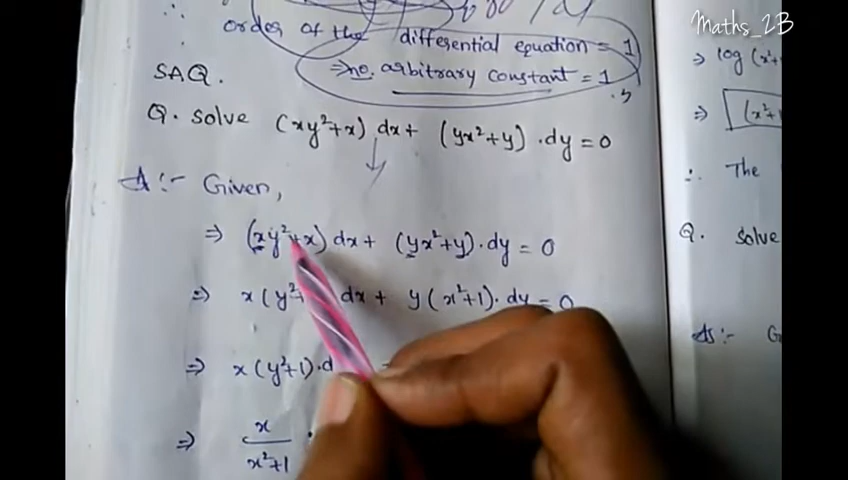 Maths_2B
order of the differential equation = 1
⇒ no. arbitrary constant = 1
SAQ.
Q. solve (xy²+x) dx + (yx²+y) . dy = 0
A :- Given,
⇒ (xy²+x) dx + (yx²+y) . dy = 0
⇒ x(y²+ dx + y(x²+1) . dy = 0
⇒ x(y²+1) . d
⇒ x/x²+1
⇒ log (x²+
⇒ (x²+1
∴ The
Q. solve
As :- G